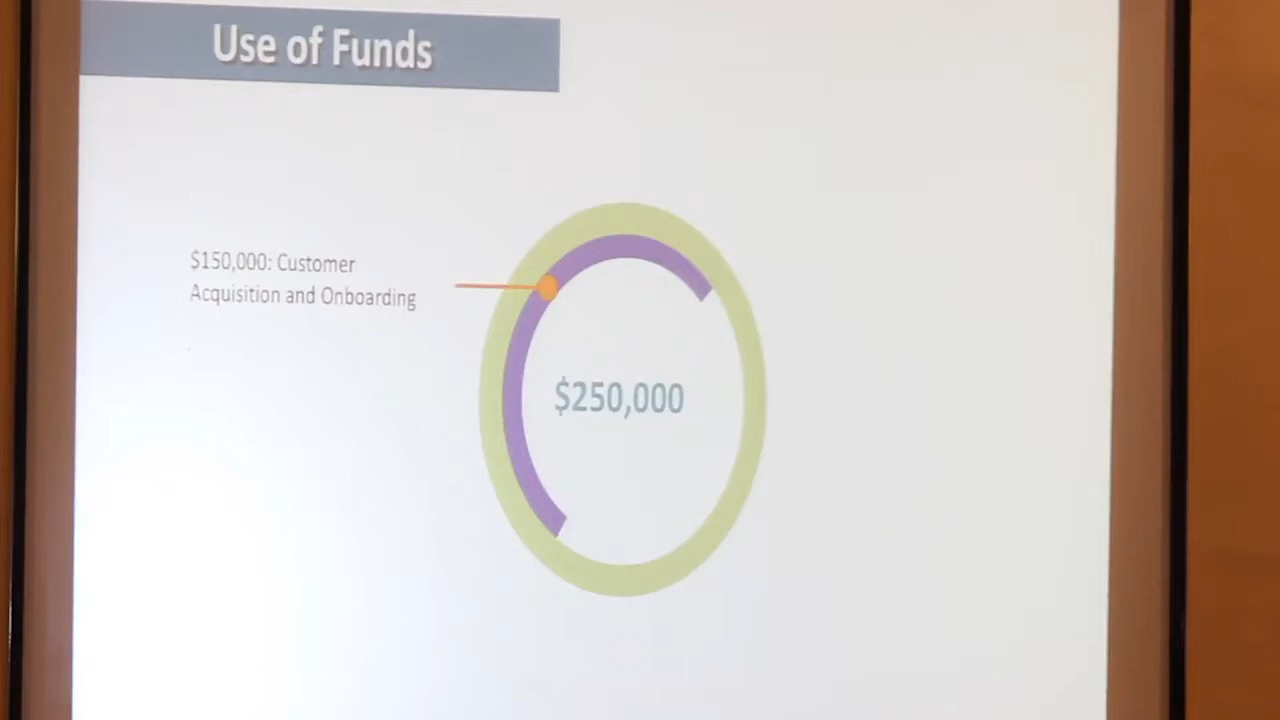 Use of Funds
$150,000: Customer
Acquisition and Onboarding
$250,000